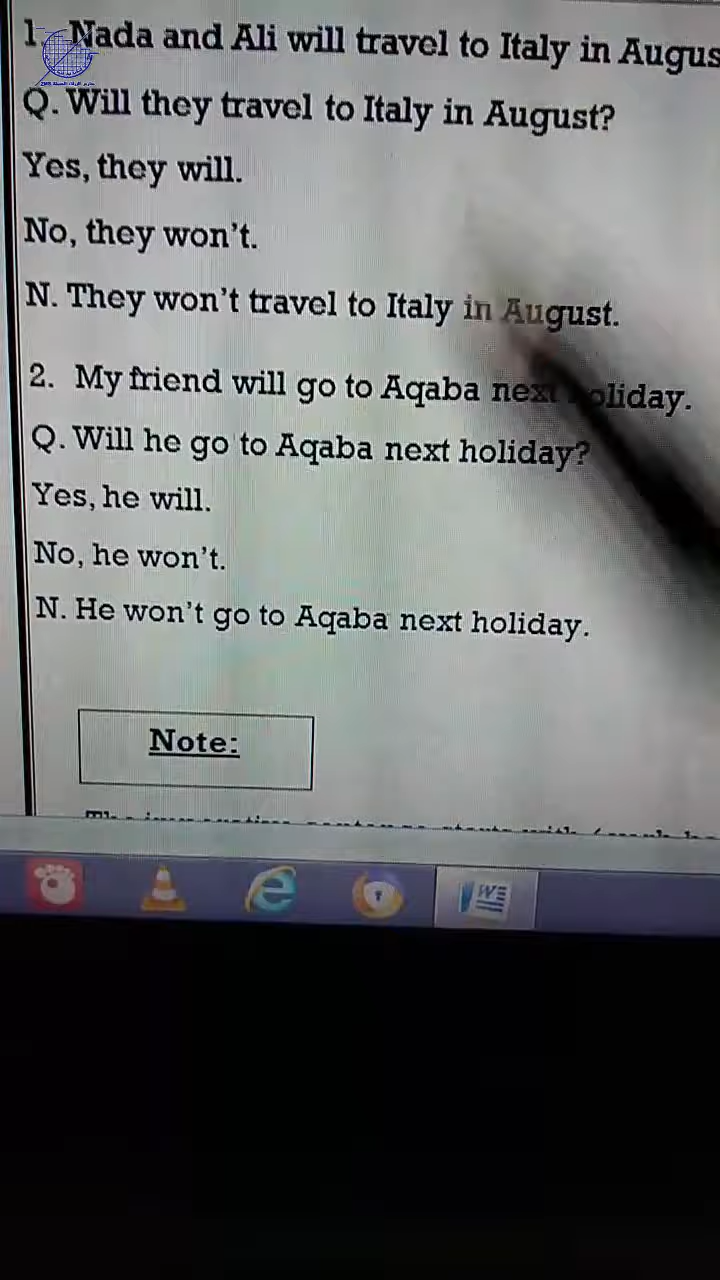 1. Nada and Ali will travel to Italy in Augus
Q. Will they travel to Italy in August?
Yes, they will.
No, they won't.
N. They won't travel to Italy in August.
2. My friend will go to Aqaba next holiday.
Q. Will he go to Aqaba next holiday?
Yes, he will.
No, he won't.
N. He won't go to Aqaba next holiday.
Note: